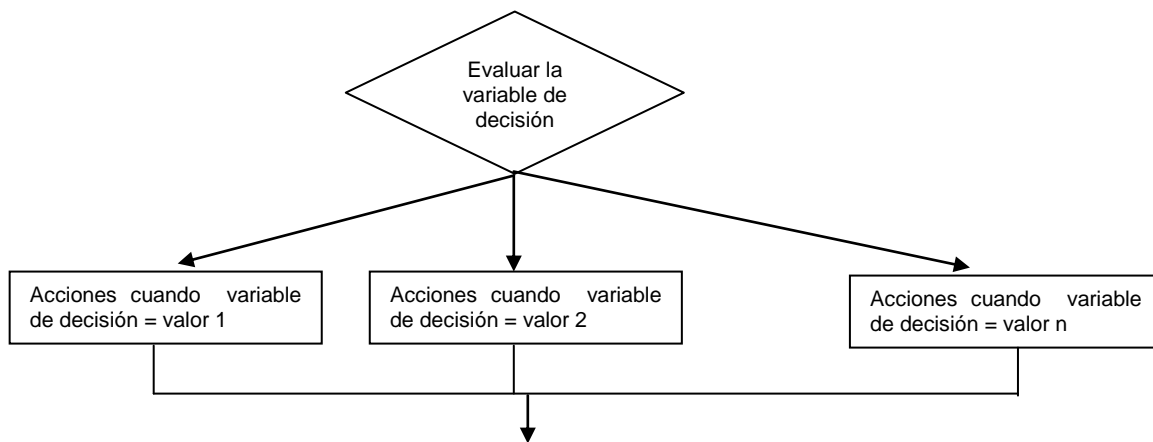 Evaluar la
variable de
decisión
Acciones cuando variable
de decisión = valor 1
Acciones cuando variable
de decisión = valor 2
Acciones cuando variable
de decisión = valor n